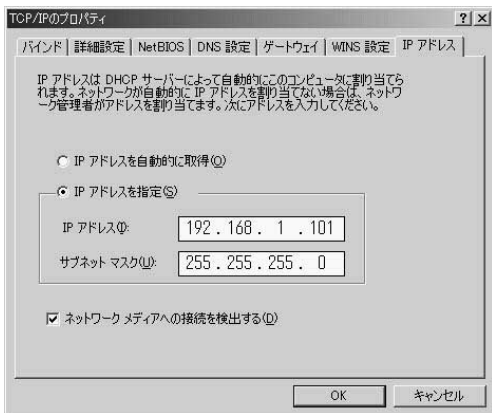 TCP/IPのプロパティ
バインド 詳細設定 NetBIOS DNS 設定 ゲートウェイ WINS 設定 IP アドレス
IP アドレスは DHCP サーバーによって自動的にこのコンピュータに割り当てら
れます。ネットワークが自動的に IP アドレスを割り当てない場合は、ネットワ
ーク管理者がアドレスを割り当てます。次にアドレスを入力してください。
IP アドレスを自動的に取得(O)
IP アドレスを指定(S)
IP アドレス(I): 192.168. 1 .101
サブネット マスク(U): 255.255.255. 0
ネットワーク メディアへの接続を検出する(D)
OK キャンセル